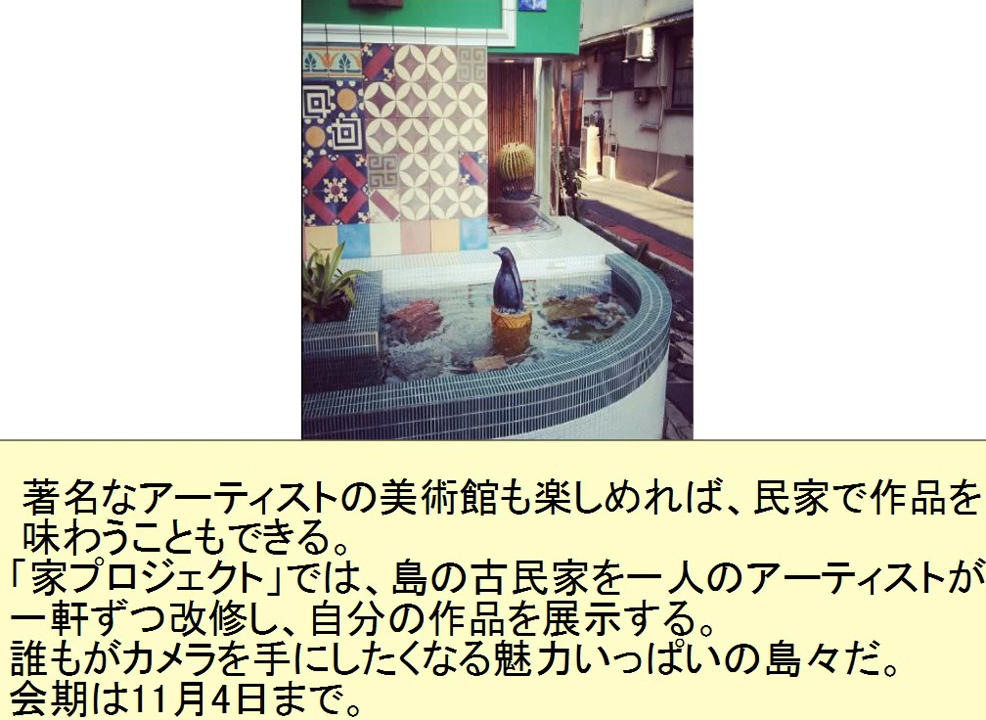 著名なアーティストの美術館も楽しめれば、民家で作品を
味わうこともできる。
「家プロジェクト」では、島の古民家を一人のアーティストが
一軒ずつ改修し、自分の作品を展示する。
誰もがカメラを手にしたくなる魅力いっぱいの島々だ。
会期は11月4日まで。